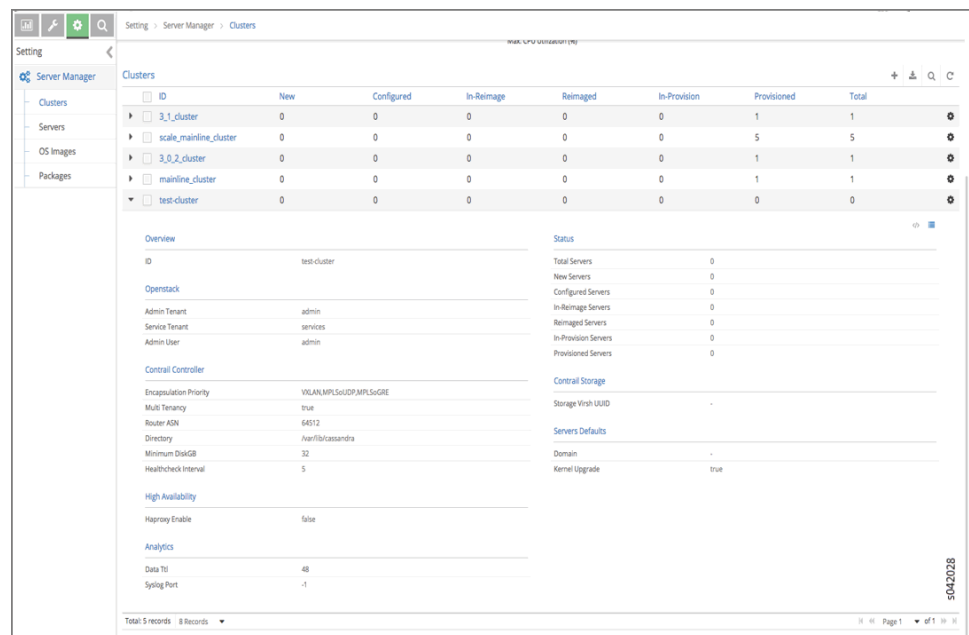 Setting > Server Manager > Clusters
Setting
Server Manager
Clusters
Servers
OS Images
Packages
Max. CPU Utilization (%)
Clusters
ID New Configured In-Reimage Reimaged In-Provision Provisioned Total
3_1_cluster 0 0 0 0 0 1 1
scale_mainline_cluster 0 0 0 0 0 5 5
3_0_2_cluster 0 0 0 0 0 1 1
mainline_cluster 0 0 0 0 0 1 1
test-cluster 0 0 0 0 0 0 0
Overview
ID test-cluster
Openstack
Admin Tenant admin
Service Tenant services
Admin User admin
Contrail Controller
Encapsulation Priority VXLAN,MPLSoUDP,MPLSoGRE
Multi Tenancy true
Router ASN 64512
Directory /var/lib/cassandra
Minimum DiskGB 32
Healthcheck Interval 5
High Availability
Haproxy Enable false
Analytics
Data Ttl 48
Syslog Port -1
Status
Total Servers 0
New Servers 0
Configured Servers 0
In-Reimage Servers 0
Reimaged Servers 0
In-Provision Servers 0
Provisioned Servers 0
Contrail Storage
Storage Virsh UUID -
Servers Defaults
Domain -
Kernel Upgrade true
s042028
Total: 5 records 8 Records Page 1 of 1